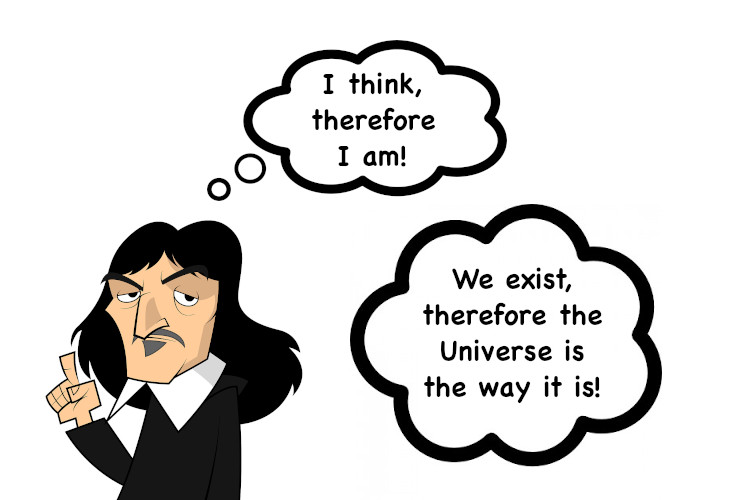 I think,
therefore
I am!
We exist,
therefore the
Universe is
the way it is!